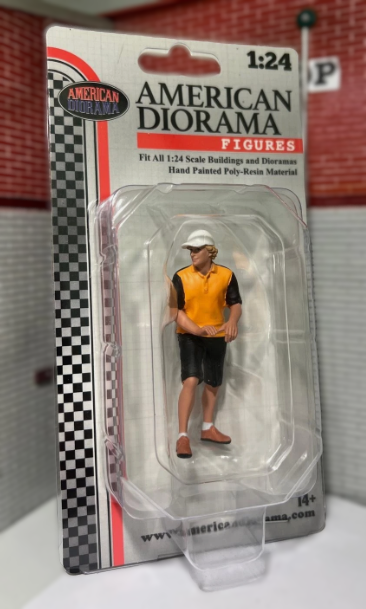 1:24
AMERICAN
DIORAMA
AMERICAN
DIORAMA
FIGURES
Fit All 1:24 Scale Buildings and Dioramas
Hand Painted Poly-Resin Material
14+
www.americandiorama.com
OP